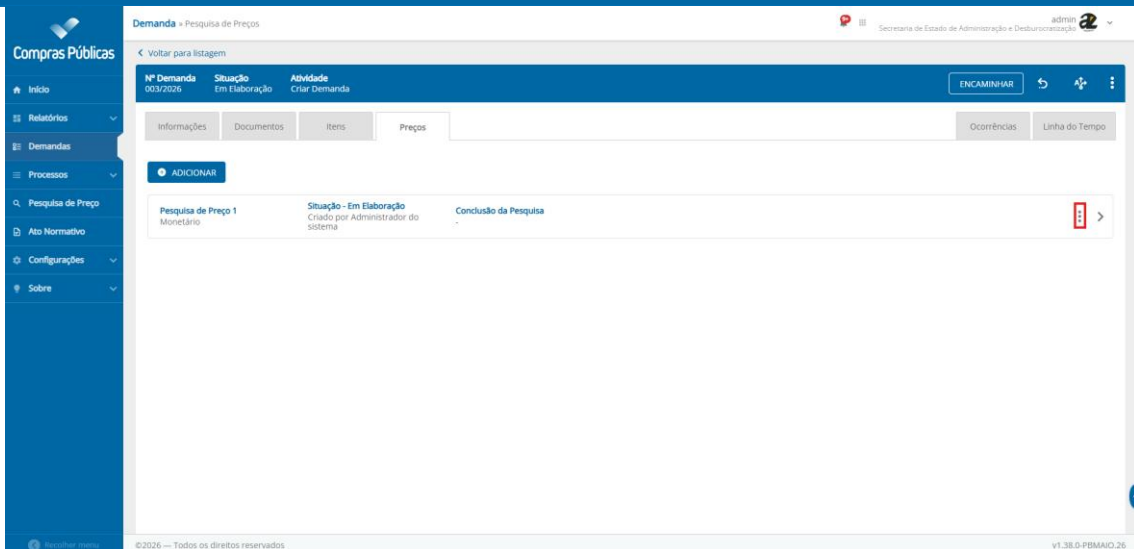 Demanda » Pesquisa de Preços
admin
Secretaria de Estado de Administração e Desburocratização
Compras Públicas
Voltar para listagem
Nº Demanda Situação Atividade
003/2026 Em Elaboração Criar Demanda
ENCAMINHAR
Início
Relatórios
Demandas
Processos
Pesquisa de Preço
Ato Normativo
Configurações
Sobre
Recolher menu
Informações Documentos Itens Preços Ocorrências Linha do Tempo
ADICIONAR
Pesquisa de Preço 1
Monetário
Situação - Em Elaboração
Criado por Administrador do
sistema
Conclusão da Pesquisa
-
©2026 — Todos os direitos reservados
v1.38.0-PBMAIO.26